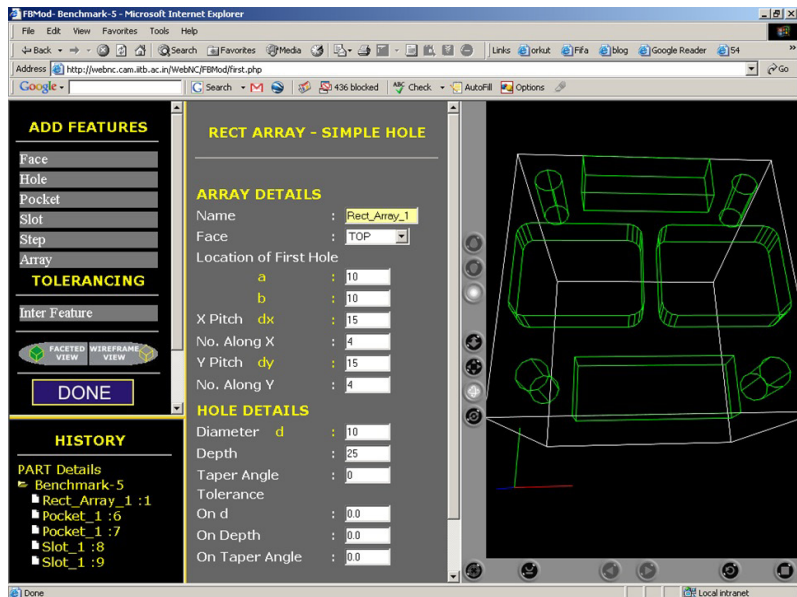 FBMod- Benchmark-5 - Microsoft Internet Explorer
File Edit View Favorites Tools Help
Back Search Favorites Media Links orkut Fifa blog Google Reader 54 »
Address http://webnc.cam.iitb.ac.in/WebNC/FBMod/first.php Go
Google - G Search 436 blocked ABC Check AutoFill Options
ADD FEATURES
Face
Hole
Pocket
Slot
Step
Array
TOLERANCING
Inter Feature
FACETED VIEW WIREFRAME VIEW
DONE
HISTORY
PART Details
Benchmark-5
Rect_Array_1 :1
Pocket_1 :6
Pocket_1 :7
Slot_1 :8
Slot_1 :9
RECT ARRAY - SIMPLE HOLE
ARRAY DETAILS
Name : Rect_Array_1
Face : TOP
Location of First Hole
a : 10
b : 10
X Pitch dx : 15
No. Along X : 4
Y Pitch dy : 15
No. Along Y : 4
HOLE DETAILS
Diameter d : 10
Depth : 25
Taper Angle : 0
Tolerance
On d : 0.0
On Depth : 0.0
On Taper Angle : 0.0
Done Local intranet